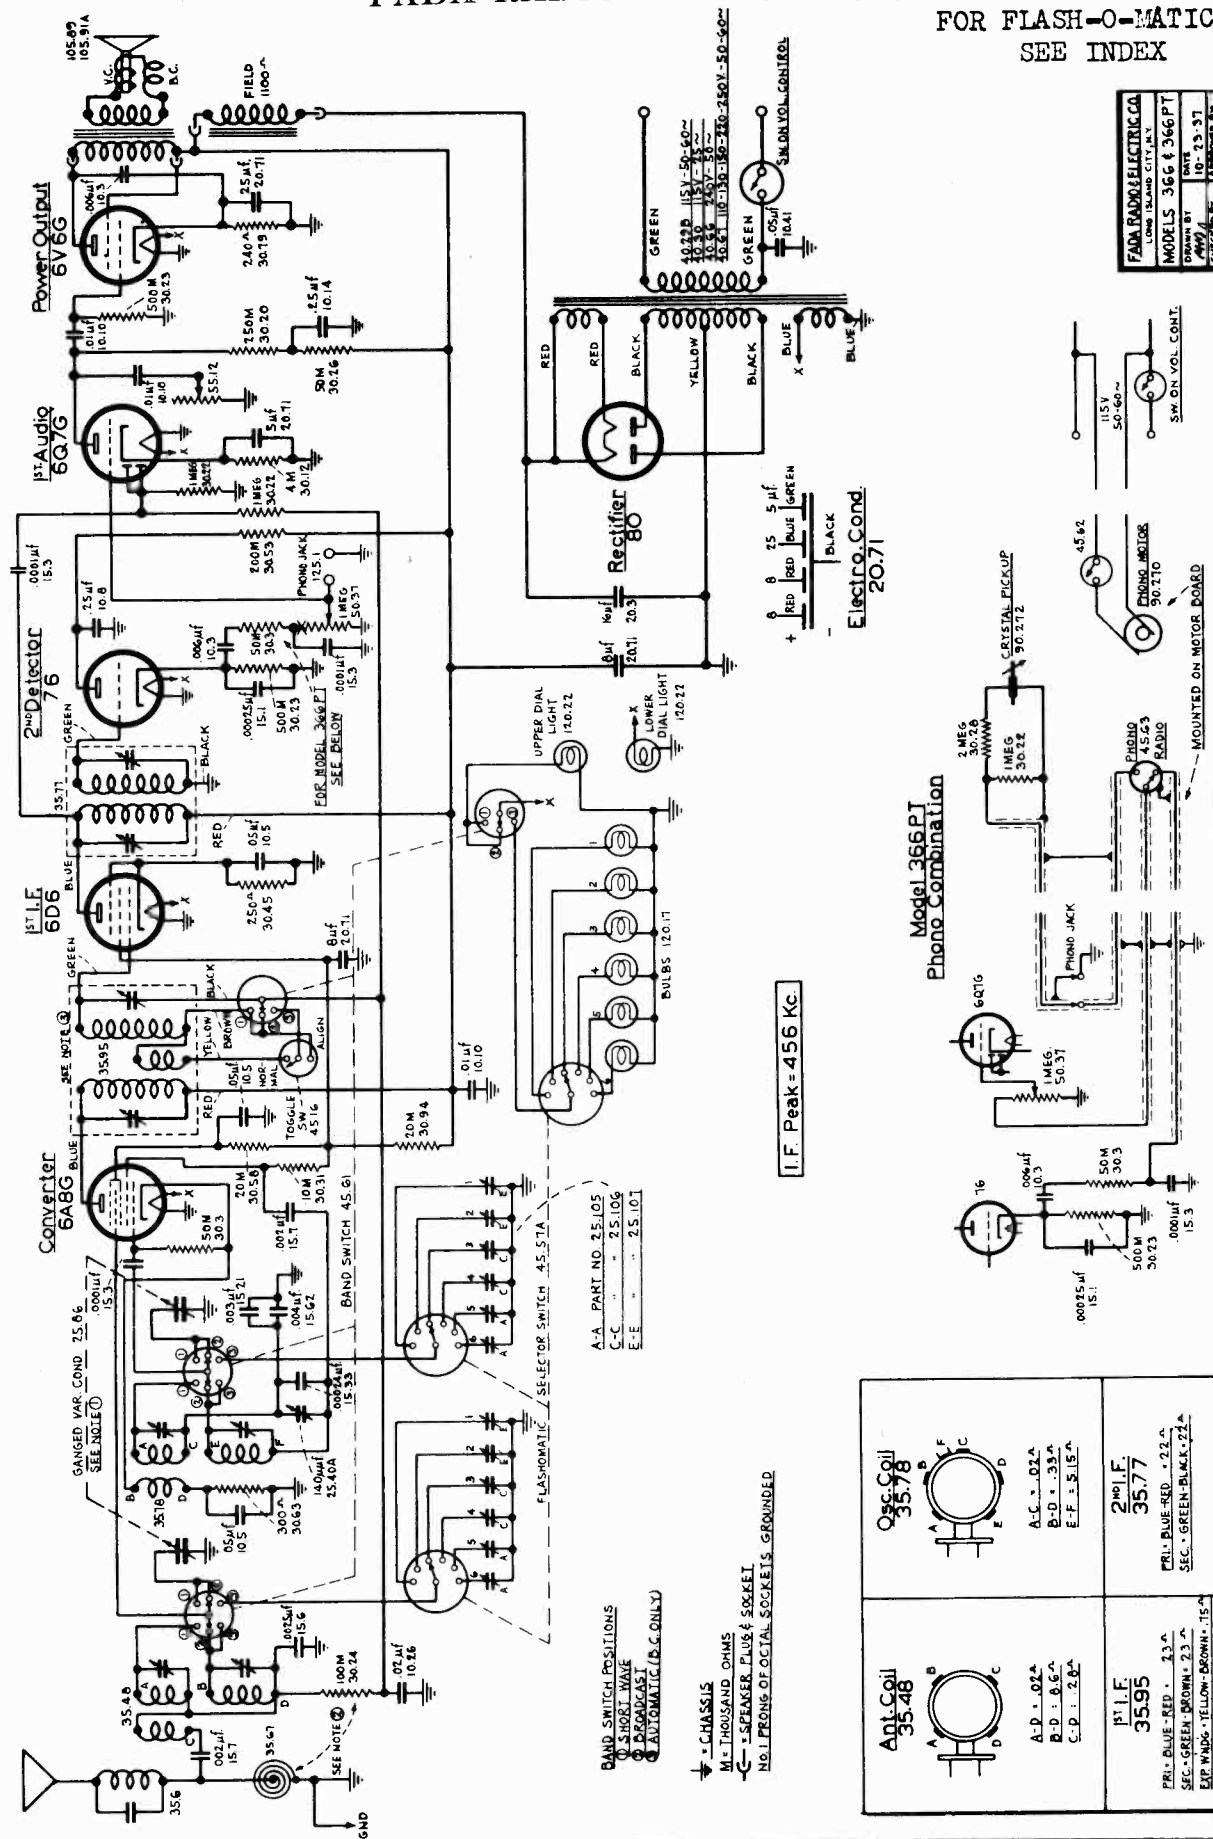 FOR FLASH-O-MATIC
SEE INDEX
FADA RADIO & ELECTRIC CO.
LONG ISLAND CITY, N.Y.
MODELS 366 & 366PT
DRAWN BY
DATE
10-23-37
105.89
105.91A
V.C.
B.C.
FIELD
1100Ω
Power Output
6V6G
.006µf
10.3
25µf.
20.71
240Ω
30.79
500M
30.23
.01µf
10.10
250M
30.20
.25µf
10.14
50M
30.26
1ST. Audio
6Q7G
.01µf
10.10
55.12
5µf
20.71
4M
30.12
1MEG
30.22
1MEG
30.22
200M
30.53
PHONO JACK
125.1
1MEG
50.37
.0001µf
15.3
2ND Detector
76
.25µf
10.8
.006µf
10.3
50M
30.3
.0001µf
15.3
.00025µf
15.1
500M
30.23
FOR MODEL 366PT
SEE BELOW
GREEN
BLACK
35.77
RED
BLUE
1ST I.F.
6D6
.05µf
10.5
250Ω
30.45
8µf
20.71
GREEN
SEE NOTE ③
35.95
BLACK
YELLOW
BROWN
.05µf
10.5
NORMAL
ALIGN
TOGGLE
SW
45.16
RED
BLUE
Converter
6A8G
20M
30.58
10M
30.31
20M
30.94
.01µf
10.10
50M
30.3
.0001µf
15.3
.002µf
15.7
.003µf
15.21
.004µf
15.62
BAND SWITCH 45.61
GANGED VAR. COND. 25.86
SEE NOTE ①
.00024µf
15.33
140µµf
25.40A
35.78
300Ω
30.63
.05µf
10.5
35.48
.0025µf
15.6
100M
30.24
.02µf
10.26
.002µf
15.7
35.67
SEE NOTE ②
35.6
GND
FLASHOMATIC SELECTOR SWITCH 45.57A
A-A PART NO. 25.105
C-C " " 25.106
E-E " " 25.107
BAND SWITCH POSITIONS
① SHORT WAVE
② BROADCAST
③ AUTOMATIC (B.C. ONLY)
= CHASSIS
M = THOUSAND OHMS
= SPEAKER PLUG & SOCKET
NO.1 PRONG OF OCTAL SOCKETS GROUNDED
UPPER DIAL
LIGHT
120.22
LOWER
DIAL LIGHT
120.22
BULBS 120.17
I.F. Peak = 456 Kc.
8µf
20.71
16µf
20.3
Rectifier
80
RED
RED
BLACK
YELLOW
BLACK
BLUE
BLUE
GREEN
GREEN
40.29B 115V-50-60~
40.30 115V-25~
40.66 240V-50~
40.67 110-130-150-220-250V-50-60~
.05µf
10.41
SW. ON VOL. CONTROL
8 8 25 5 µf.
RED RED BLUE GREEN
BLACK
Electro. Cond.
20.71
Model 366PT
Phono Combination
76
.006µf
10.3
50M
30.3
.00025µf
15.1
500M
30.23
.0001µf
15.3
6Q7G
1MEG.
50.37
PHONO JACK
2 MEG
30.28
1MEG
30.22
CRYSTAL PICKUP
90.272
PHONO
45.63
RADIO
MOUNTED ON MOTOR BOARD
45.62
PHONO MOTOR
90.270
115V
50-60~
SW. ON VOL. CONT.
Ant. Coil
35.48
A-D = .02Ω
B-D = 8.6Ω
C-D = .28Ω
Osc. Coil
35.78
A-C = .02Ω
B-D = .33Ω
E-F = 5.15Ω
1ST I.F.
35.95
PRI.= BLUE-RED = 23Ω
SEC.= GREEN-BROWN = 23Ω
EXP. WNDG.=YELLOW-BROWN=.75Ω
2ND I.F.
35.77
PRI.= BLUE-RED = 22Ω
SEC.= GREEN-BLACK = 22Ω